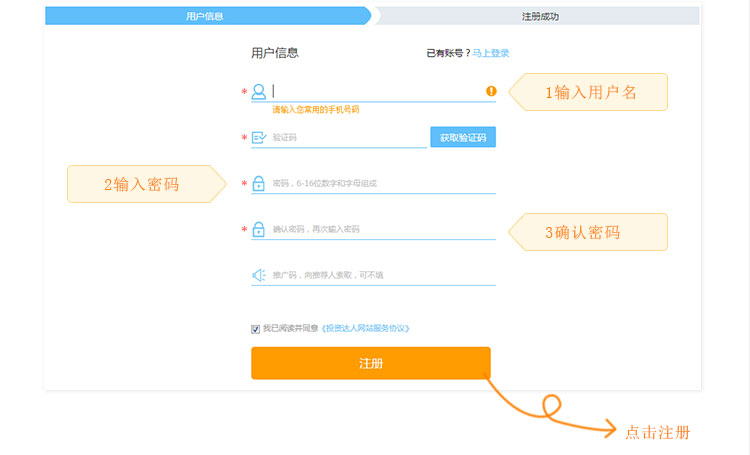 用户信息
注册成功
用户信息
已有账号？马上登录
*
1输入用户名
请输入您常用的手机号码
* 验证码
获取验证码
2输入密码
* 密码，6-16位数字和字母组成
* 确认密码，再次输入密码
3确认密码
推广码，向推荐人索取，可不填
我已阅读并同意《投资达人网站服务协议》
注册
点击注册